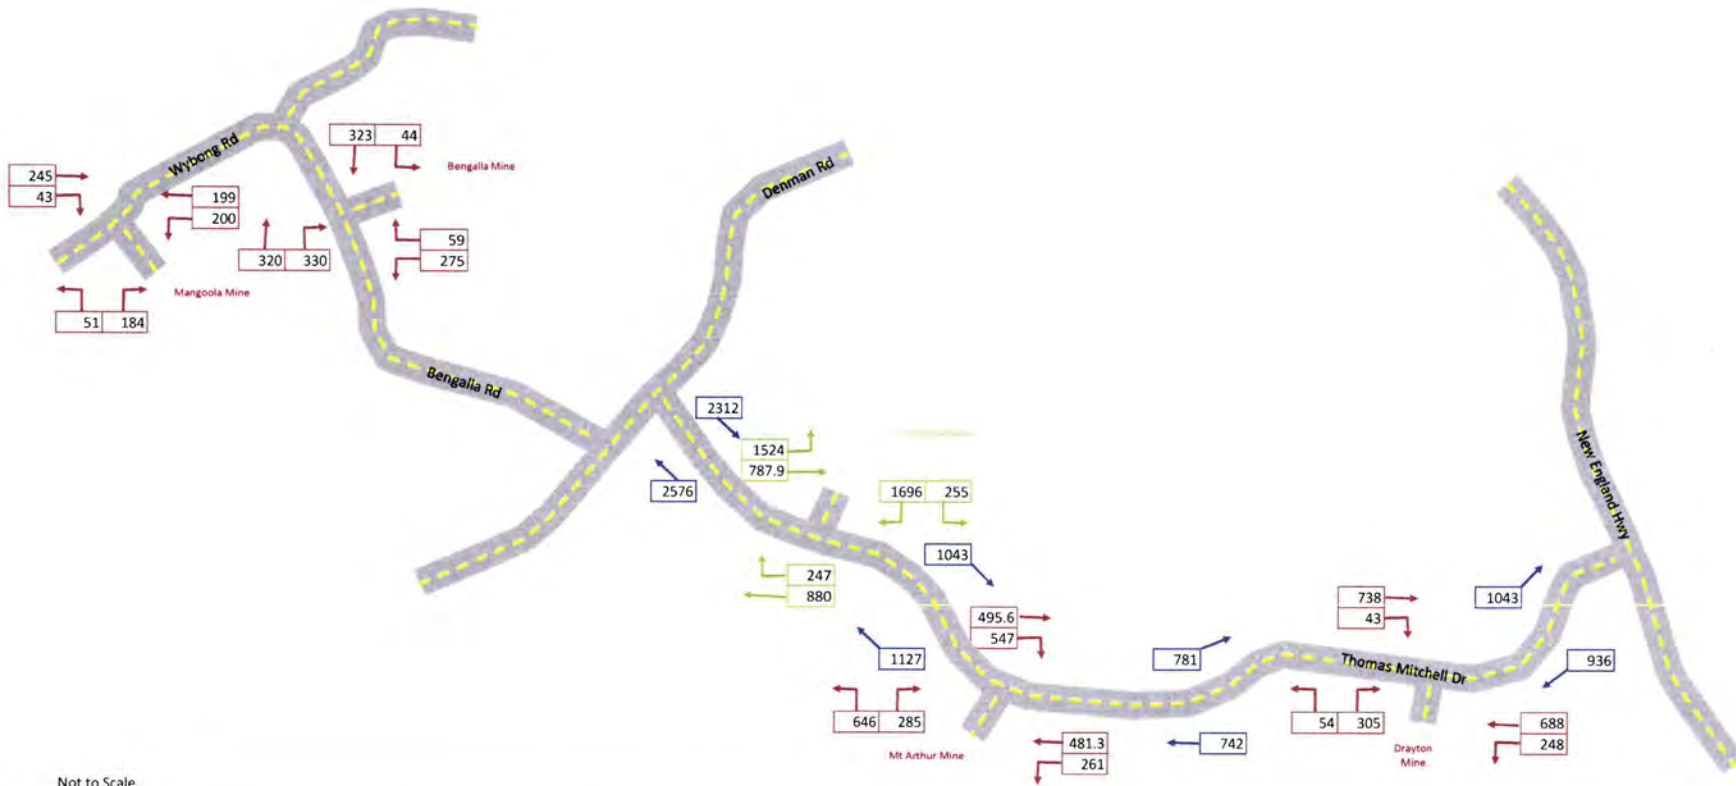 Wybong Rd
323 44
Bengalla Mine
245
43
199
200
59
275
320 330
Mangoola Mine
51 184
Denman Rd
Bengalla Rd
2312
1524
787.9
2576
1696 255
New England Hwy
1043
247
880
738
43
1043
495.6
547
1127
781
Thomas Mitchell Dr
936
646 285
54 305
688
248
481.3
261
742
Mt Arthur Mine
Drayton
Mine
Not to Scale